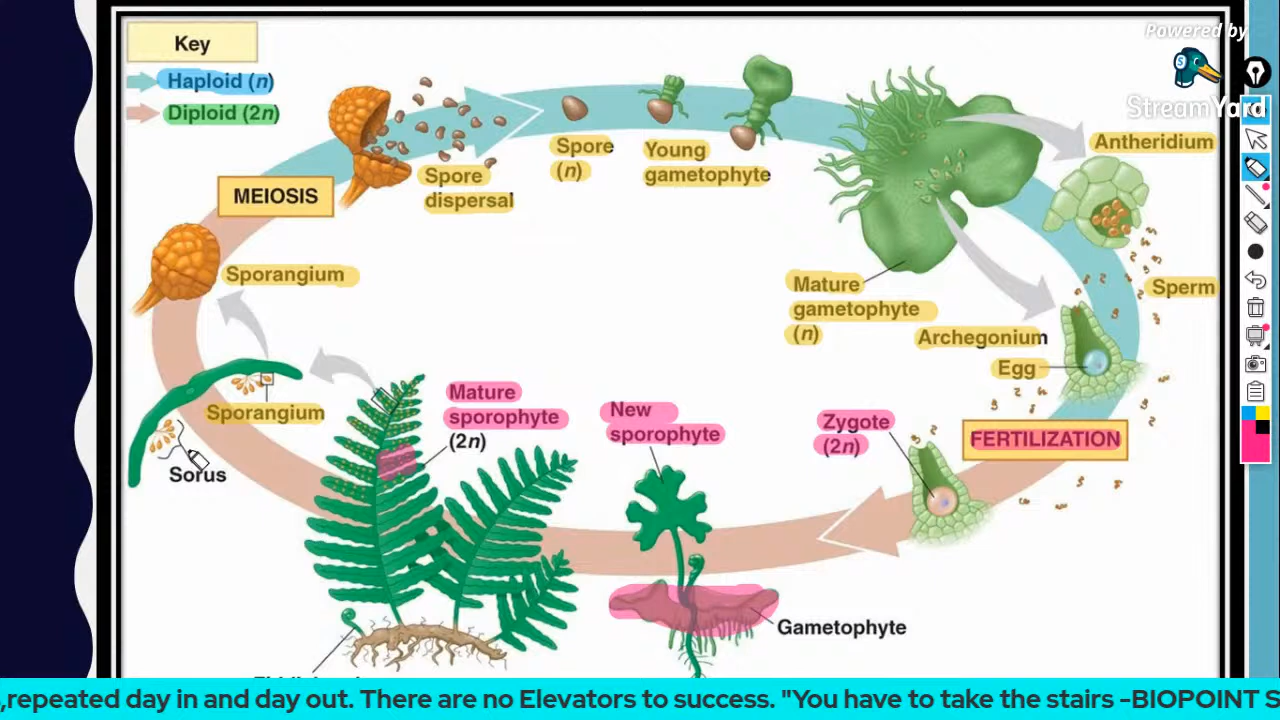 Key
Haploid (n)
Diploid (2n)
MEIOSIS
Spore
dispersal
Spore
(n)
Young
gametophyte
Powered by
StreamYard
Antheridium
Sporangium
Mature
gametophyte
(n)
Sperm
Archegonium
Egg
Sporangium
Sorus
Mature
sporophyte
(2n)
New
sporophyte
Zygote
(2n)
FERTILIZATION
Gametophyte
,repeated day in and day out. There are no Elevators to success. "You have to take the stairs -BIOPOINT S